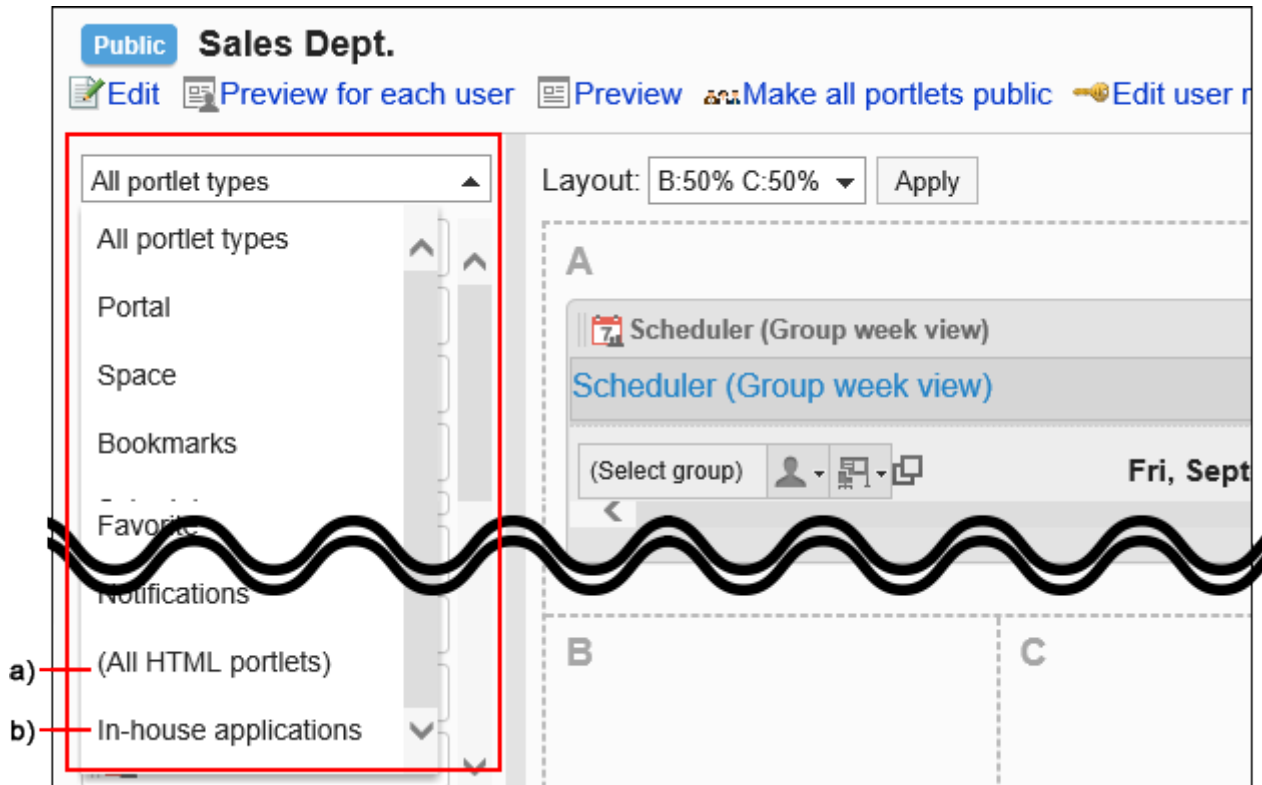 Public Sales Dept.
Edit Preview for each user Preview Make all portlets public Edit user r
All portlet types
Layout: B:50% C:50% Apply
All portlet types
Portal
Space
Bookmarks
Favorite
Notifications
a) (All HTML portlets)
b) In-house applications
A
7 Scheduler (Group week view)
Scheduler (Group week view)
(Select group) Fri, Sept
B C